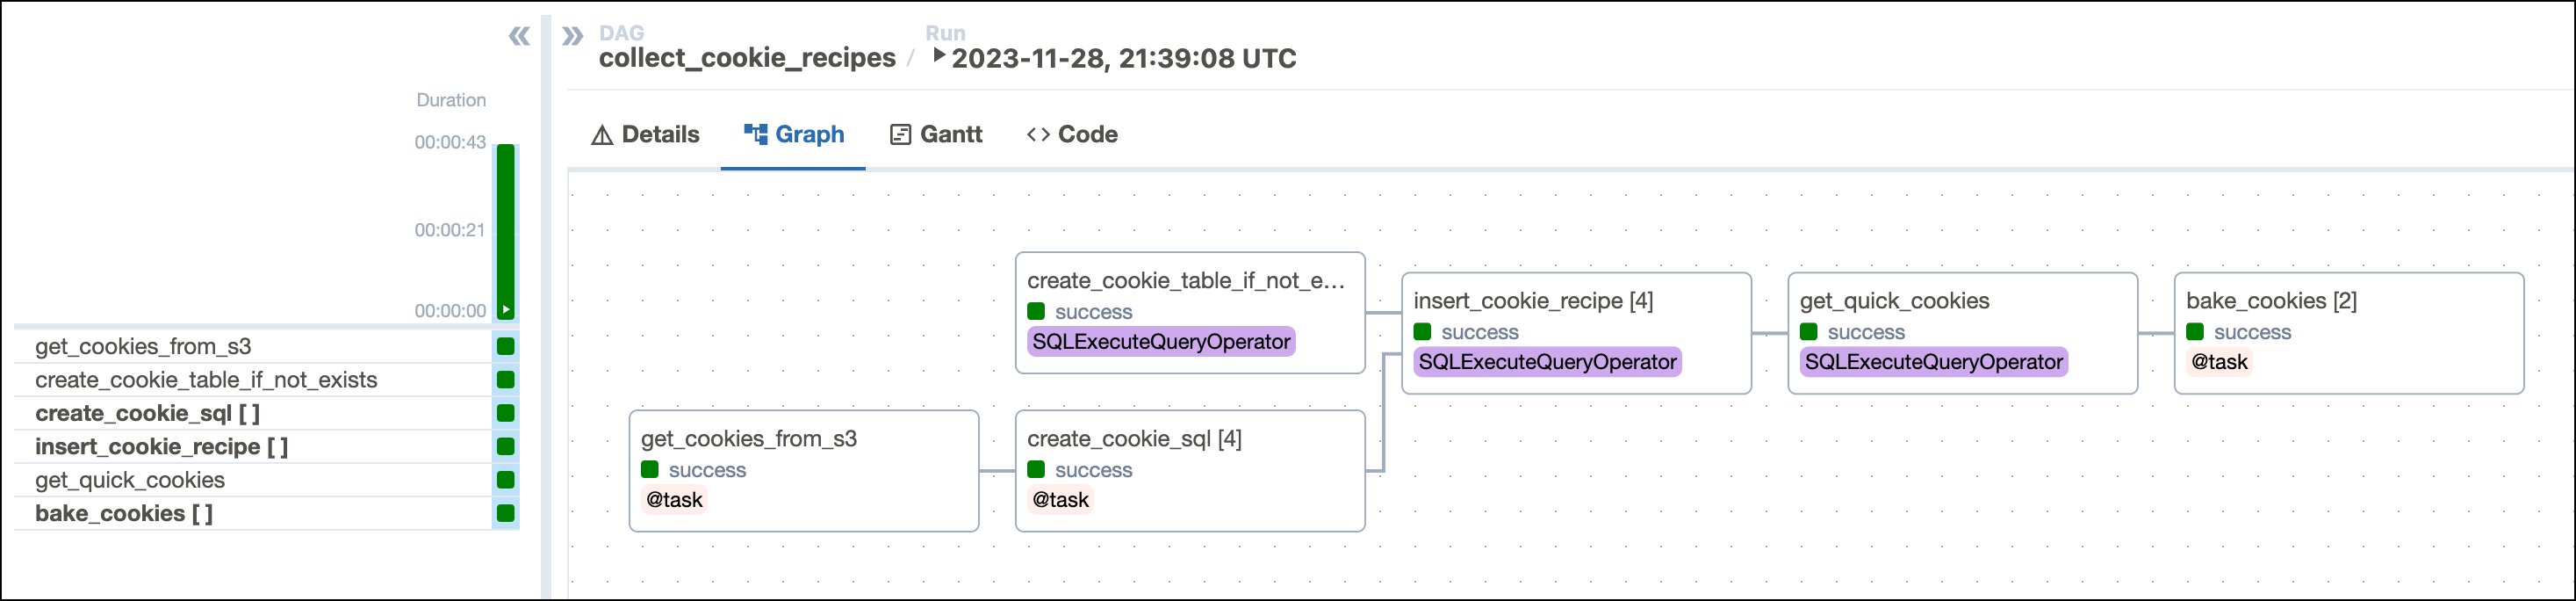 DAG
collect_cookie_recipes /
Run
2023-11-28, 21:39:08 UTC
Duration
00:00:43
00:00:21
00:00:00
get_cookies_from_s3
create_cookie_table_if_not_exists
create_cookie_sql [ ]
insert_cookie_recipe [ ]
get_quick_cookies
bake_cookies [ ]
Details
Graph
Gantt
Code
create_cookie_table_if_not_e...
success
SQLExecuteQueryOperator
get_cookies_from_s3
success
@task
create_cookie_sql [4]
success
@task
insert_cookie_recipe [4]
success
SQLExecuteQueryOperator
get_quick_cookies
success
SQLExecuteQueryOperator
bake_cookies [2]
success
@task